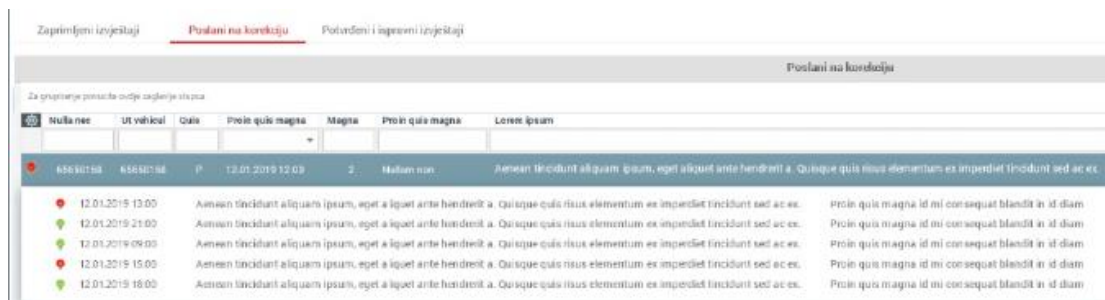 Zaprimljeni izvještaji Poslani na korekciju Potvrđeni i ispravni izvještaji
Poslani na korekciju
Za grupiranje povucite ovdje zaglavlje stupca
Nulla nec Ut vehicul Quis Proin quis magna Magna Proin quis magna Lorem ipsum
65650158 65650158 P 12.01.2019 12:03 2 Nullam non Aenean tincidunt aliquam ipsum, eget aliquet ante hendrerit a. Quisque quis risus elementum ex imperdiet tincidunt sed ac ex.
12.01.2019 13:00 Aenean tincidunt aliquam ipsum, eget aliquet ante hendrerit a. Quisque quis risus elementum ex imperdiet tincidunt sed ac ex. Proin quis magna id mi consequat blandit in id diam
12.01.2019 21:00 Aenean tincidunt aliquam ipsum, eget aliquet ante hendrerit a. Quisque quis risus elementum ex imperdiet tincidunt sed ac ex. Proin quis magna id mi consequat blandit in id diam
12.01.2019 09:00 Aenean tincidunt aliquam ipsum, eget aliquet ante hendrerit a. Quisque quis risus elementum ex imperdiet tincidunt sed ac ex. Proin quis magna id mi consequat blandit in id diam
12.01.2019 15:00 Aenean tincidunt aliquam ipsum, eget aliquet ante hendrerit a. Quisque quis risus elementum ex imperdiet tincidunt sed ac ex. Proin quis magna id mi consequat blandit in id diam
12.01.2019 18:00 Aenean tincidunt aliquam ipsum, eget aliquet ante hendrerit a. Quisque quis risus elementum ex imperdiet tincidunt sed ac ex. Proin quis magna id mi consequat blandit in id diam